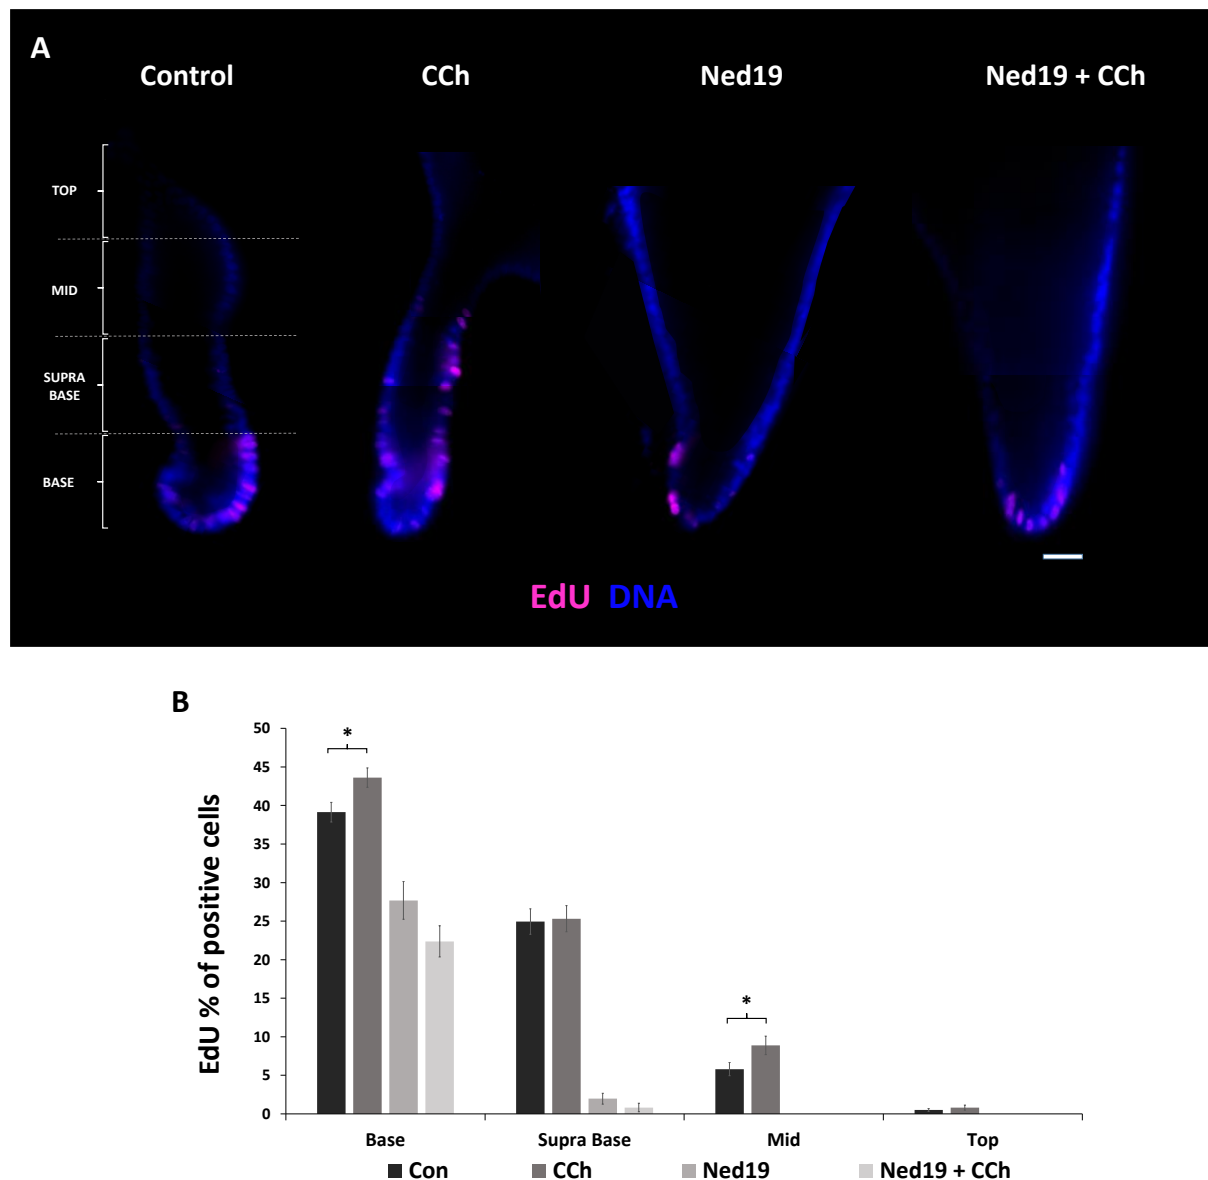 A
Control CCh Ned19 Ned19 + CCh
TOP
MID
SUPRA
BASE
BASE
EdU DNA
B
EdU % of positive cells
50
45
40
35
30
25
20
15
10
5
0
*
*
Base Supra Base Mid Top
Con CCh Ned19 Ned19 + CCh